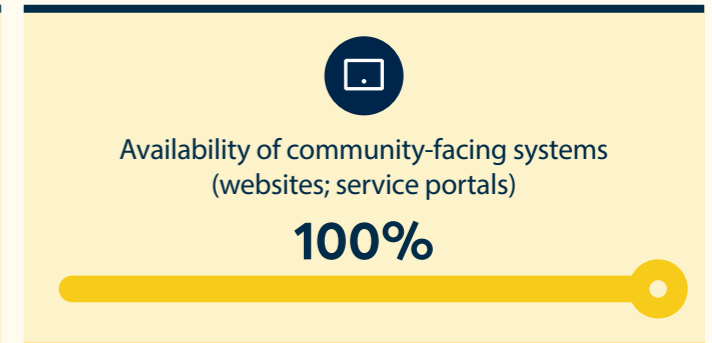 Availability of community-facing systems
(websites; service portals)
100%